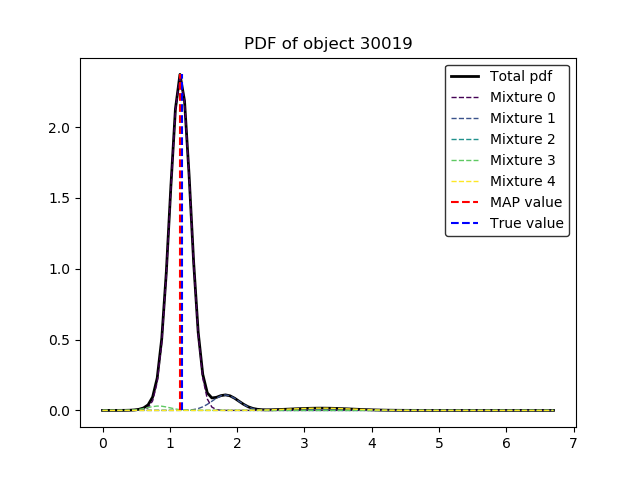 PDF of object 30019
Total pdf
Mixture 0
Mixture 1
Mixture 2
Mixture 3
Mixture 4
MAP value
True value
2.0
1.5
1.0
0.5
0.0
0 1 2 3 4 5 6 7